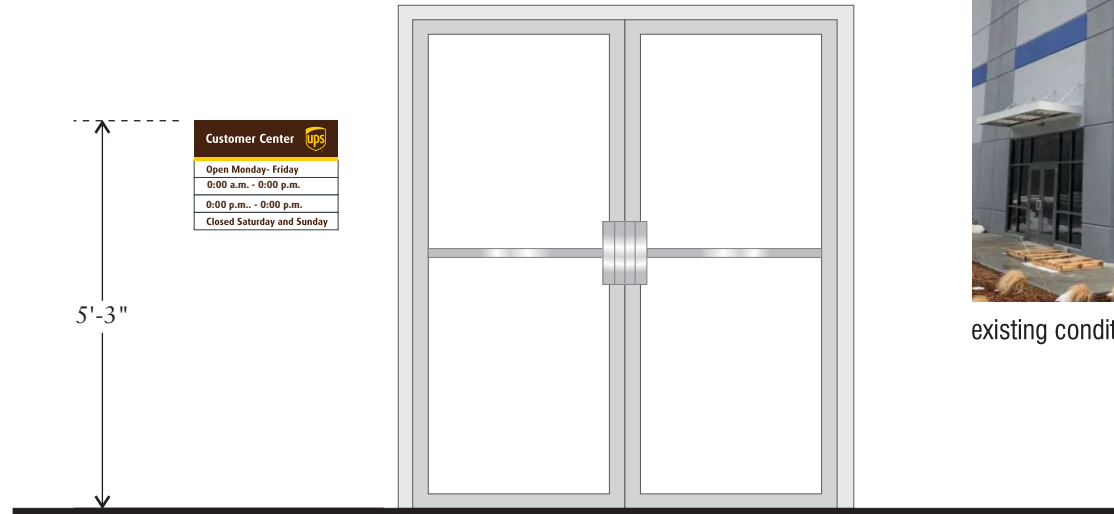 Customer Center
ups
Open Monday- Friday
0:00 a.m. - 0:00 p.m.
0:00 p.m.. - 0:00 p.m.
Closed Saturday and Sunday
5'-3"
existing condit